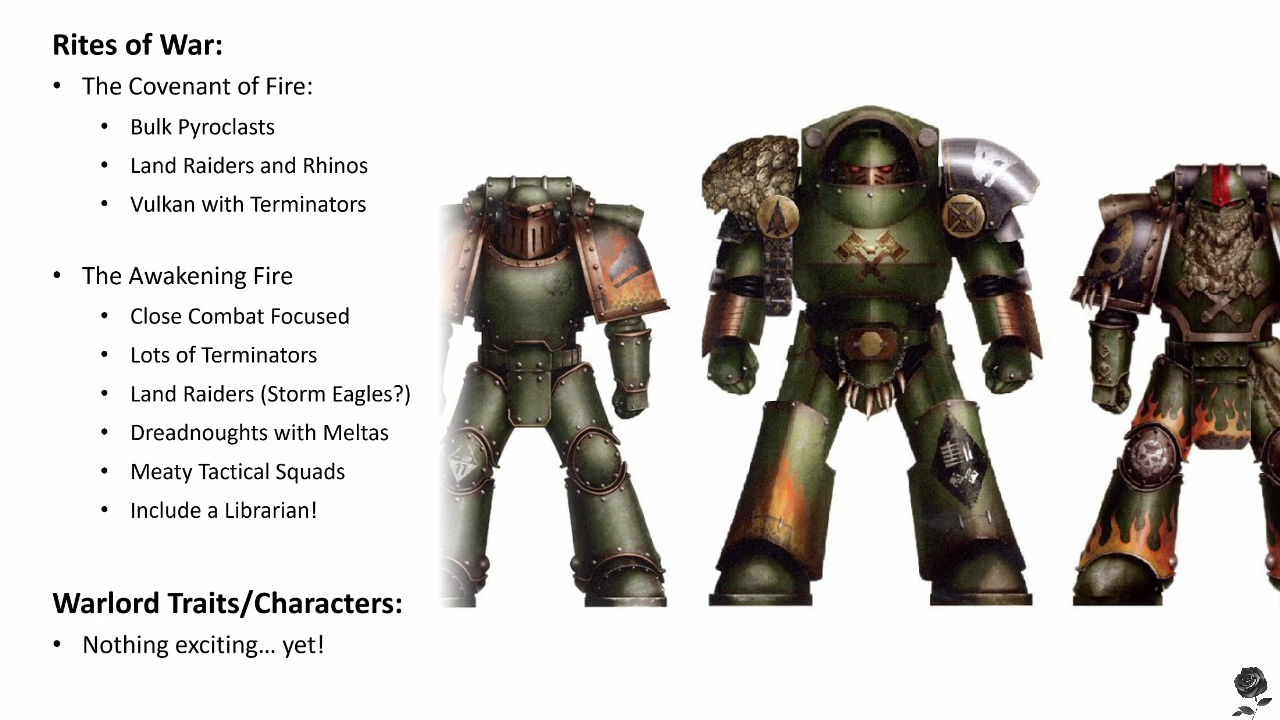 Rites of War:
• The Covenant of Fire:
• Bulk Pyroclasts
• Land Raiders and Rhinos
• Vulkan with Terminators
• The Awakening Fire
• Close Combat Focused
• Lots of Terminators
• Land Raiders (Storm Eagles?)
• Dreadnoughts with Meltas
• Meaty Tactical Squads
• Include a Librarian!
Warlord Traits/Characters:
• Nothing exciting... yet!